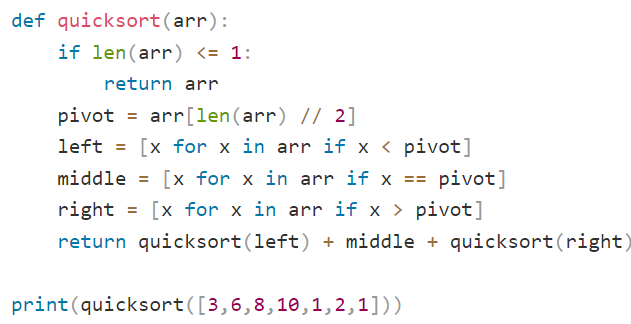 def quicksort(arr):
    if len(arr) <= 1:
        return arr
    pivot = arr[len(arr) // 2]
    left = [x for x in arr if x < pivot]
    middle = [x for x in arr if x == pivot]
    right = [x for x in arr if x > pivot]
    return quicksort(left) + middle + quicksort(right)

print(quicksort([3,6,8,10,1,2,1]))